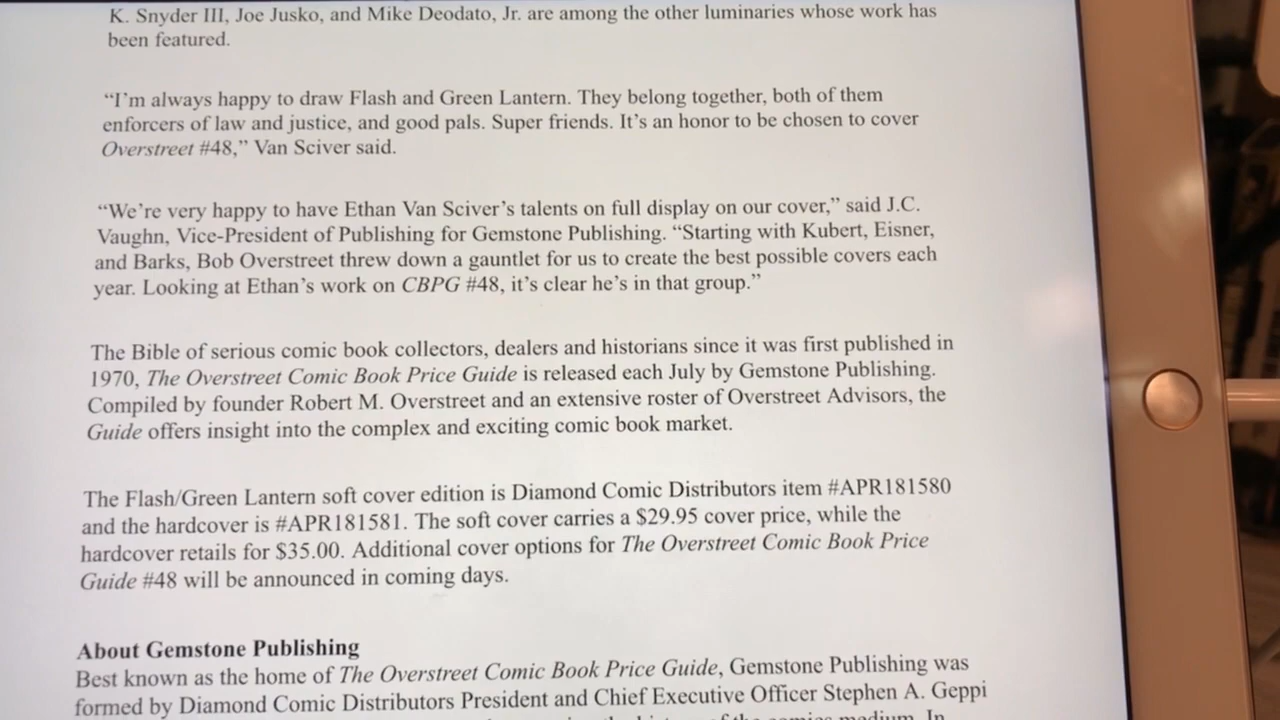 K. Snyder III, Joe Jusko, and Mike Deodato, Jr. are among the other luminaries whose work has
been featured.
“I’m always happy to draw Flash and Green Lantern. They belong together, both of them
enforcers of law and justice, and good pals. Super friends. It’s an honor to be chosen to cover
Overstreet #48,” Van Sciver said.
“We’re very happy to have Ethan Van Sciver’s talents on full display on our cover,” said J.C.
Vaughn, Vice-President of Publishing for Gemstone Publishing. “Starting with Kubert, Eisner,
and Barks, Bob Overstreet threw down a gauntlet for us to create the best possible covers each
year. Looking at Ethan’s work on CBPG #48, it’s clear he’s in that group.”
The Bible of serious comic book collectors, dealers and historians since it was first published in
1970, The Overstreet Comic Book Price Guide is released each July by Gemstone Publishing.
Compiled by founder Robert M. Overstreet and an extensive roster of Overstreet Advisors, the
Guide offers insight into the complex and exciting comic book market.
The Flash/Green Lantern soft cover edition is Diamond Comic Distributors item #APR181580
and the hardcover is #APR181581. The soft cover carries a $29.95 cover price, while the
hardcover retails for $35.00. Additional cover options for The Overstreet Comic Book Price
Guide #48 will be announced in coming days.
About Gemstone Publishing
Best known as the home of The Overstreet Comic Book Price Guide, Gemstone Publishing was
formed by Diamond Comic Distributors President and Chief Executive Officer Stephen A. Geppi
the history of the comics medium. In